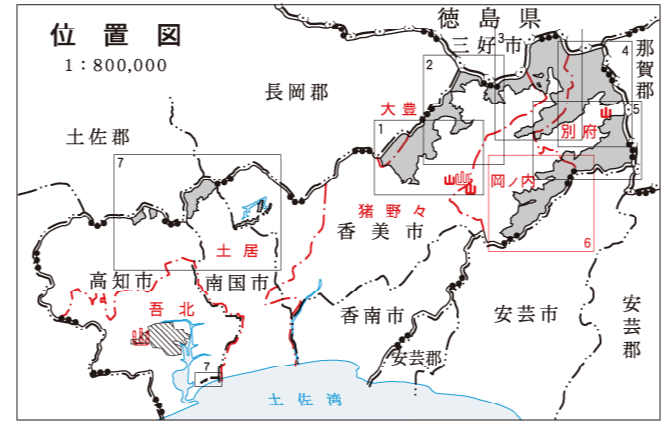 位置図
1：800,000
徳島県
三好市
那賀郡
長岡郡
土佐郡
大豊
別府
岡ノ内
猪野々
香美市
土居
高知市
南国市
吾北
香南市
安芸市
安芸郡
安芸郡
土佐湾
1
2
3
4
5
6
7
7
山
山
山